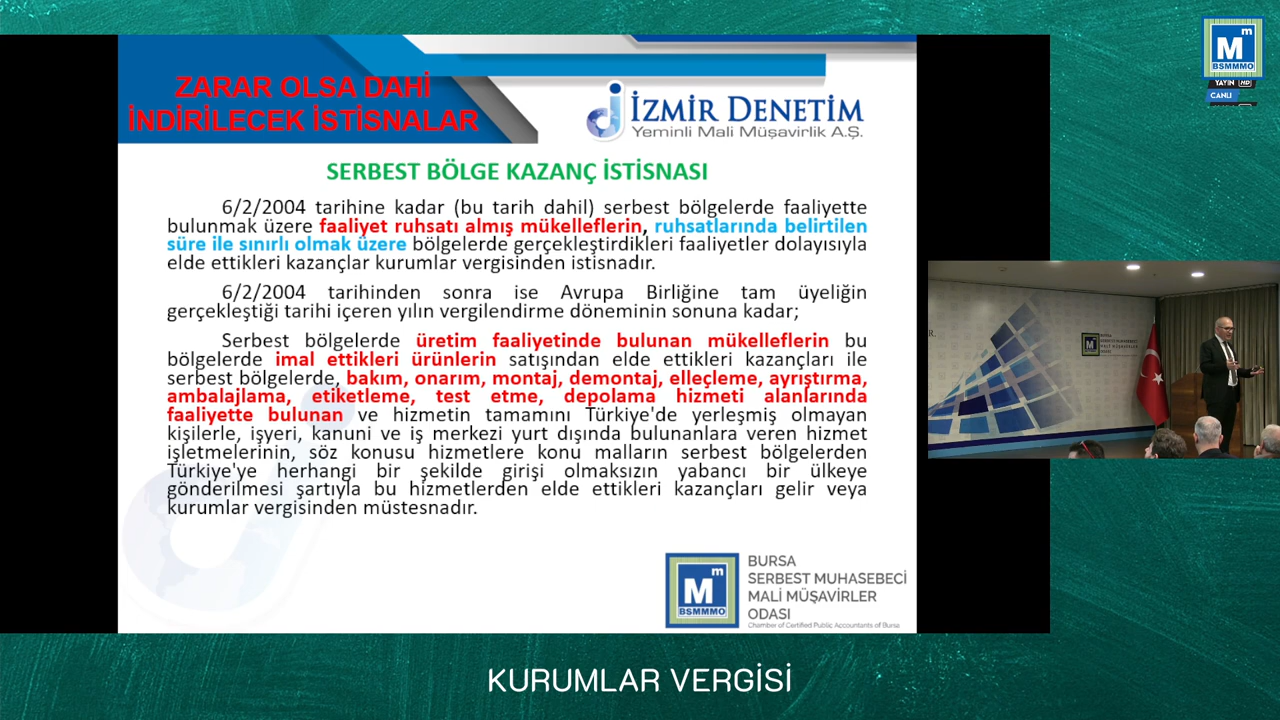 M m
BSMMMO
YAYIN HD
CANLI
ZARAR OLSA DAHİ
İNDİRİLECEK İSTİSNALAR
İZMİR DENETİM
Yeminli Mali Müşavirlik A.Ş.
SERBEST BÖLGE KAZANÇ İSTİSNASI
6/2/2004 tarihine kadar (bu tarih dahil) serbest bölgelerde faaliyette
bulunmak üzere faaliyet ruhsatı almış mükelleflerin, ruhsatlarında belirtilen
süre ile sınırlı olmak üzere bölgelerde gerçekleştirdikleri faaliyetler dolayısıyla
elde ettikleri kazançlar kurumlar vergisinden istisnadır.
6/2/2004 tarihinden sonra ise Avrupa Birliğine tam üyeliğin
gerçekleştiği tarihi içeren yılın vergilendirme döneminin sonuna kadar;
Serbest bölgelerde üretim faaliyetinde bulunan mükelleflerin bu
bölgelerde imal ettikleri ürünlerin satışından elde ettikleri kazançları ile
serbest bölgelerde, bakım, onarım, montaj, demontaj, elleçleme, ayrıştırma,
ambalajlama, etiketleme, test etme, depolama hizmeti alanlarında
faaliyette bulunan ve hizmetin tamamını Türkiye'de yerleşmiş olmayan
kişilerle, işyeri, kanuni ve iş merkezi yurt dışında bulunanlara veren hizmet
işletmelerinin, söz konusu hizmetlere konu malların serbest bölgelerden
Türkiye'ye herhangi bir şekilde girişi olmaksızın yabancı bir ülkeye
gönderilmesi şartıyla bu hizmetlerden elde ettikleri kazançları gelir veya
kurumlar vergisinden müstesnadır.
M m
BSMMMO
BURSA
SERBEST MUHASEBECİ
MALİ MÜŞAVİRLER
ODASI
Chamber of Certified Public Accountants of Bursa
BURSA
SERBEST MUHASEBECİ
MALİ MÜŞAVİRLER
ODASI
KURUMLAR VERGİSİ